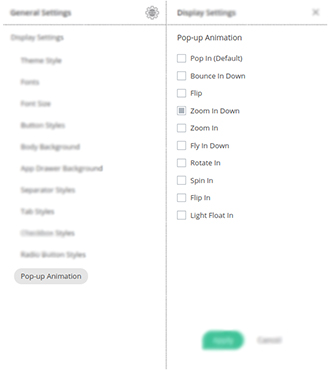 General Settings
Display Settings
Theme Style
Fonts
Font Size
Button Styles
Body Background
App Drawer Background
Separator Styles
Tab Styles
Checkbox Styles
Radio Button Styles
Pop-up Animation
Display Settings
Pop-up Animation
Pop In (Default)
Bounce In Down
Flip
Zoom In Down
Zoom In
Fly In Down
Rotate In
Spin In
Flip In
Light Float In
Apply
Cancel